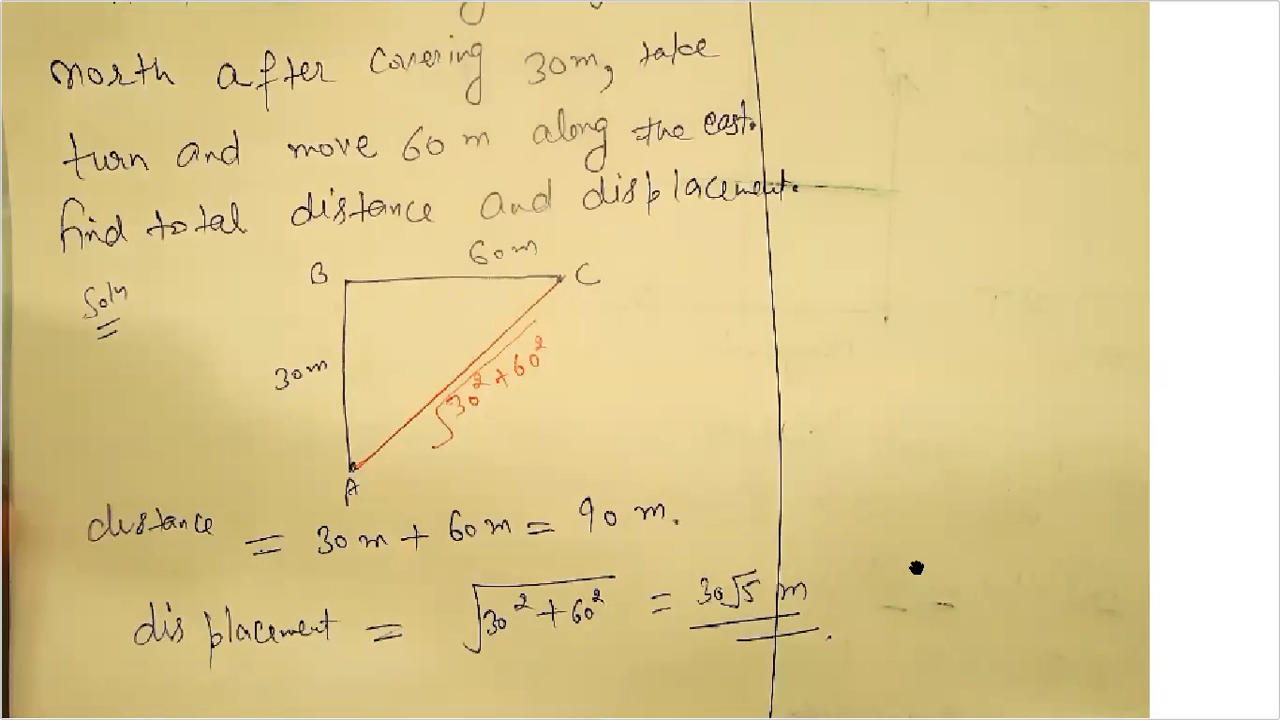 north after covering 30m, take
turn and move 60 m along the east.
find total distance and displacement.
60m
B
C
Soln
30m
√30²+60²
A
distance = 30m + 60m = 90 m.
displacement = √30²+60² = 30√5 m.